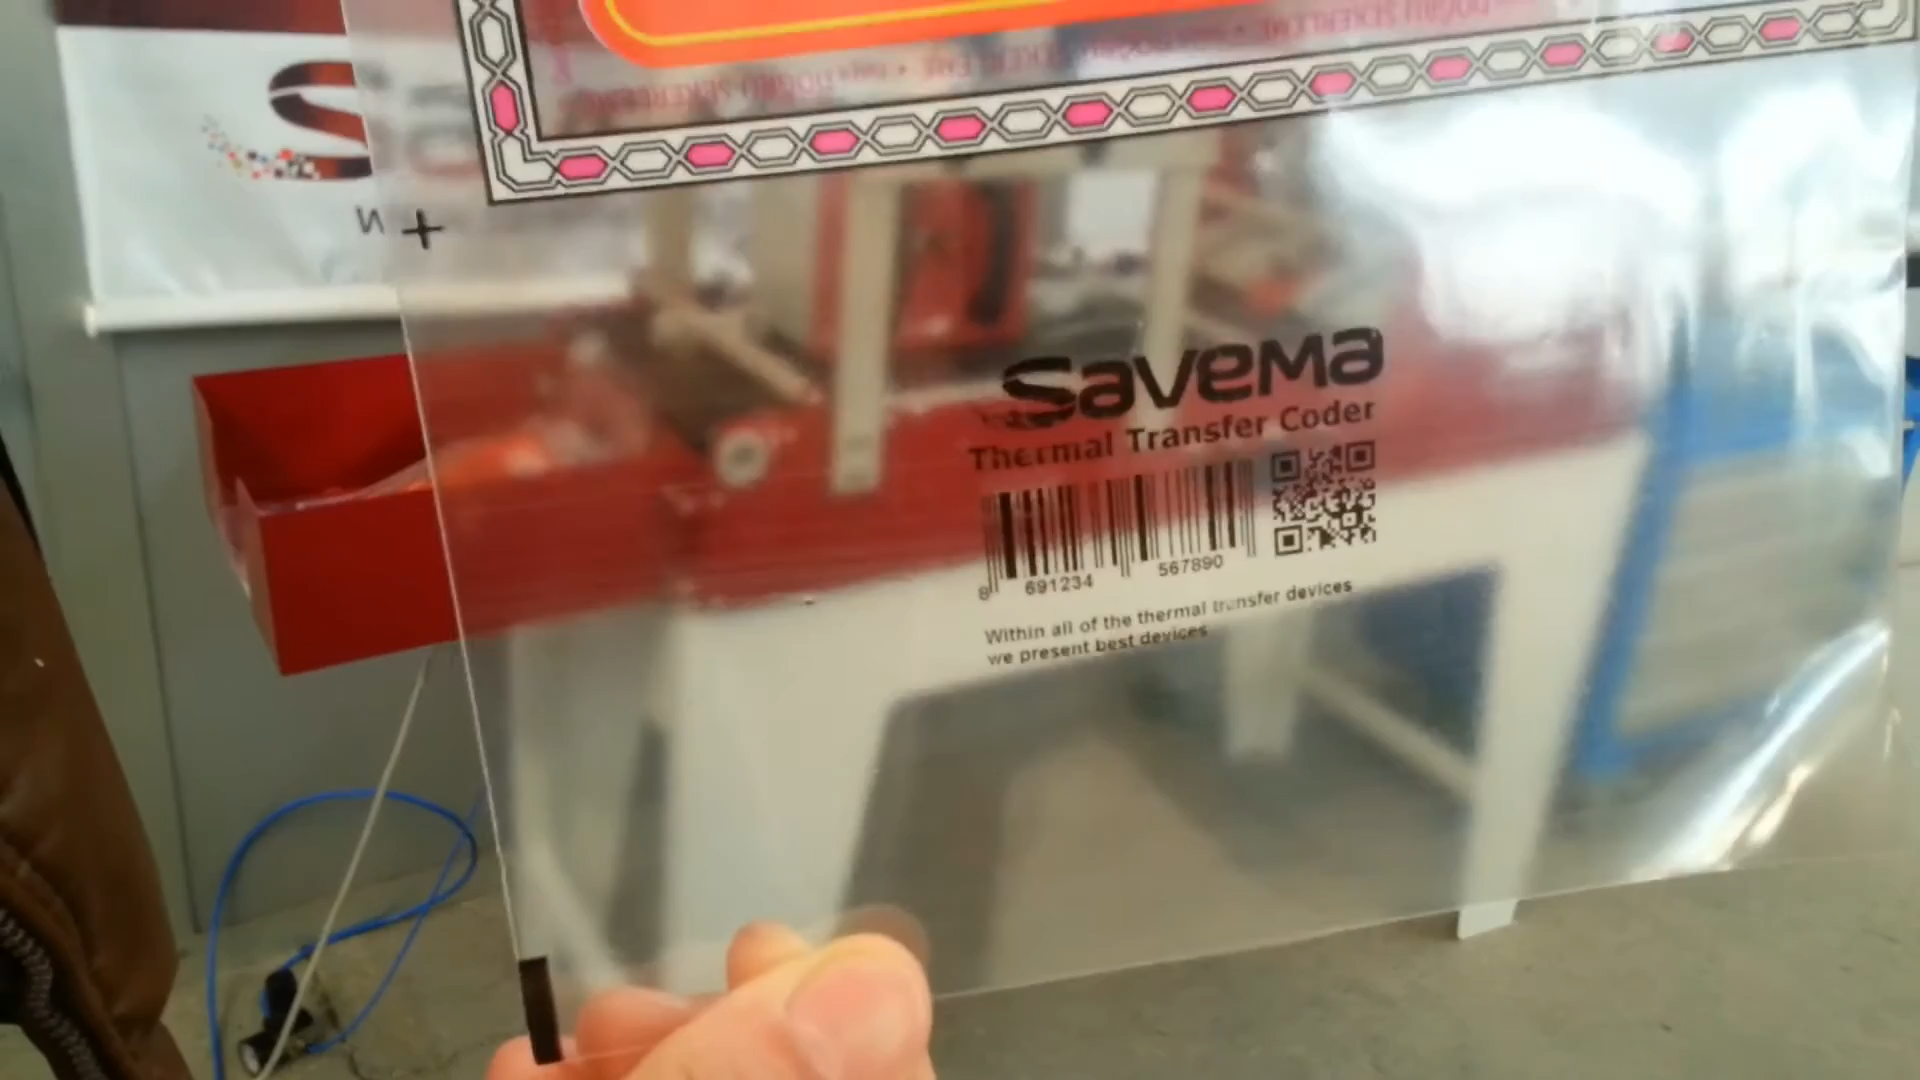 SaveMa
Thermal Transfer Coder
8 691234 567890
Within all of the thermal transfer devices
we present best devices